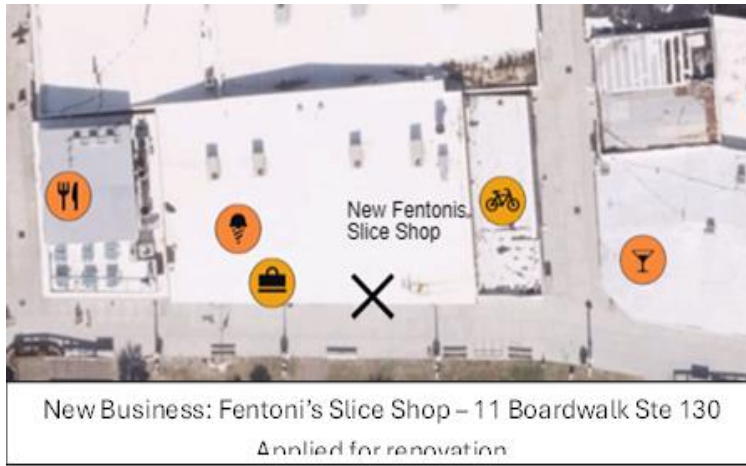 New Fentonis
Slice Shop
New Business: Fentoni's Slice Shop – 11 Boardwalk Ste 130
Applied for renovation